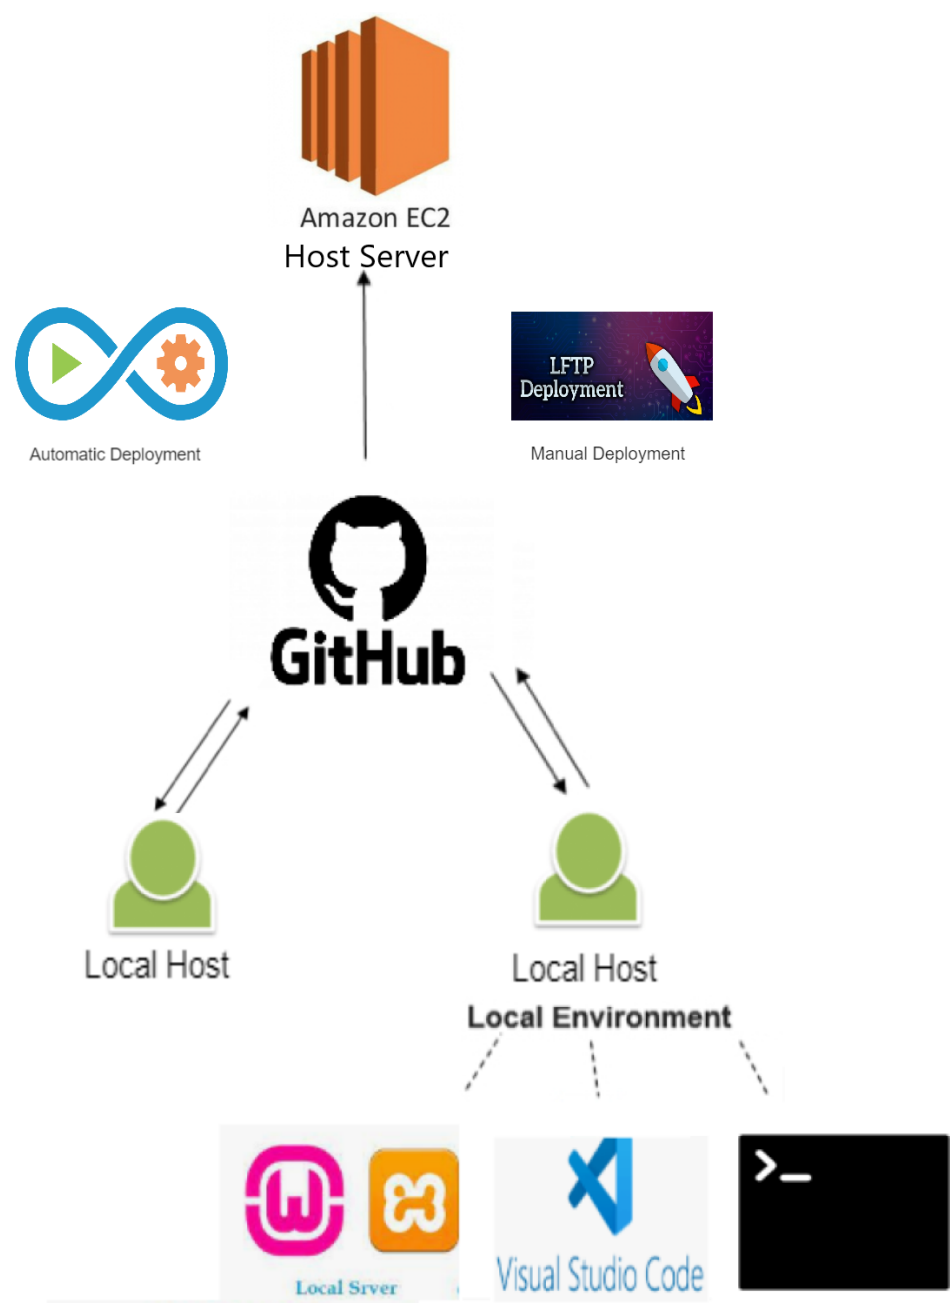 Amazon EC2
Host Server
LFTP
Deployment
Automatic Deployment
Manual Deployment
GitHub
Local Host
Local Host
Local Environment
Local Srver
Visual Studio Code
>_